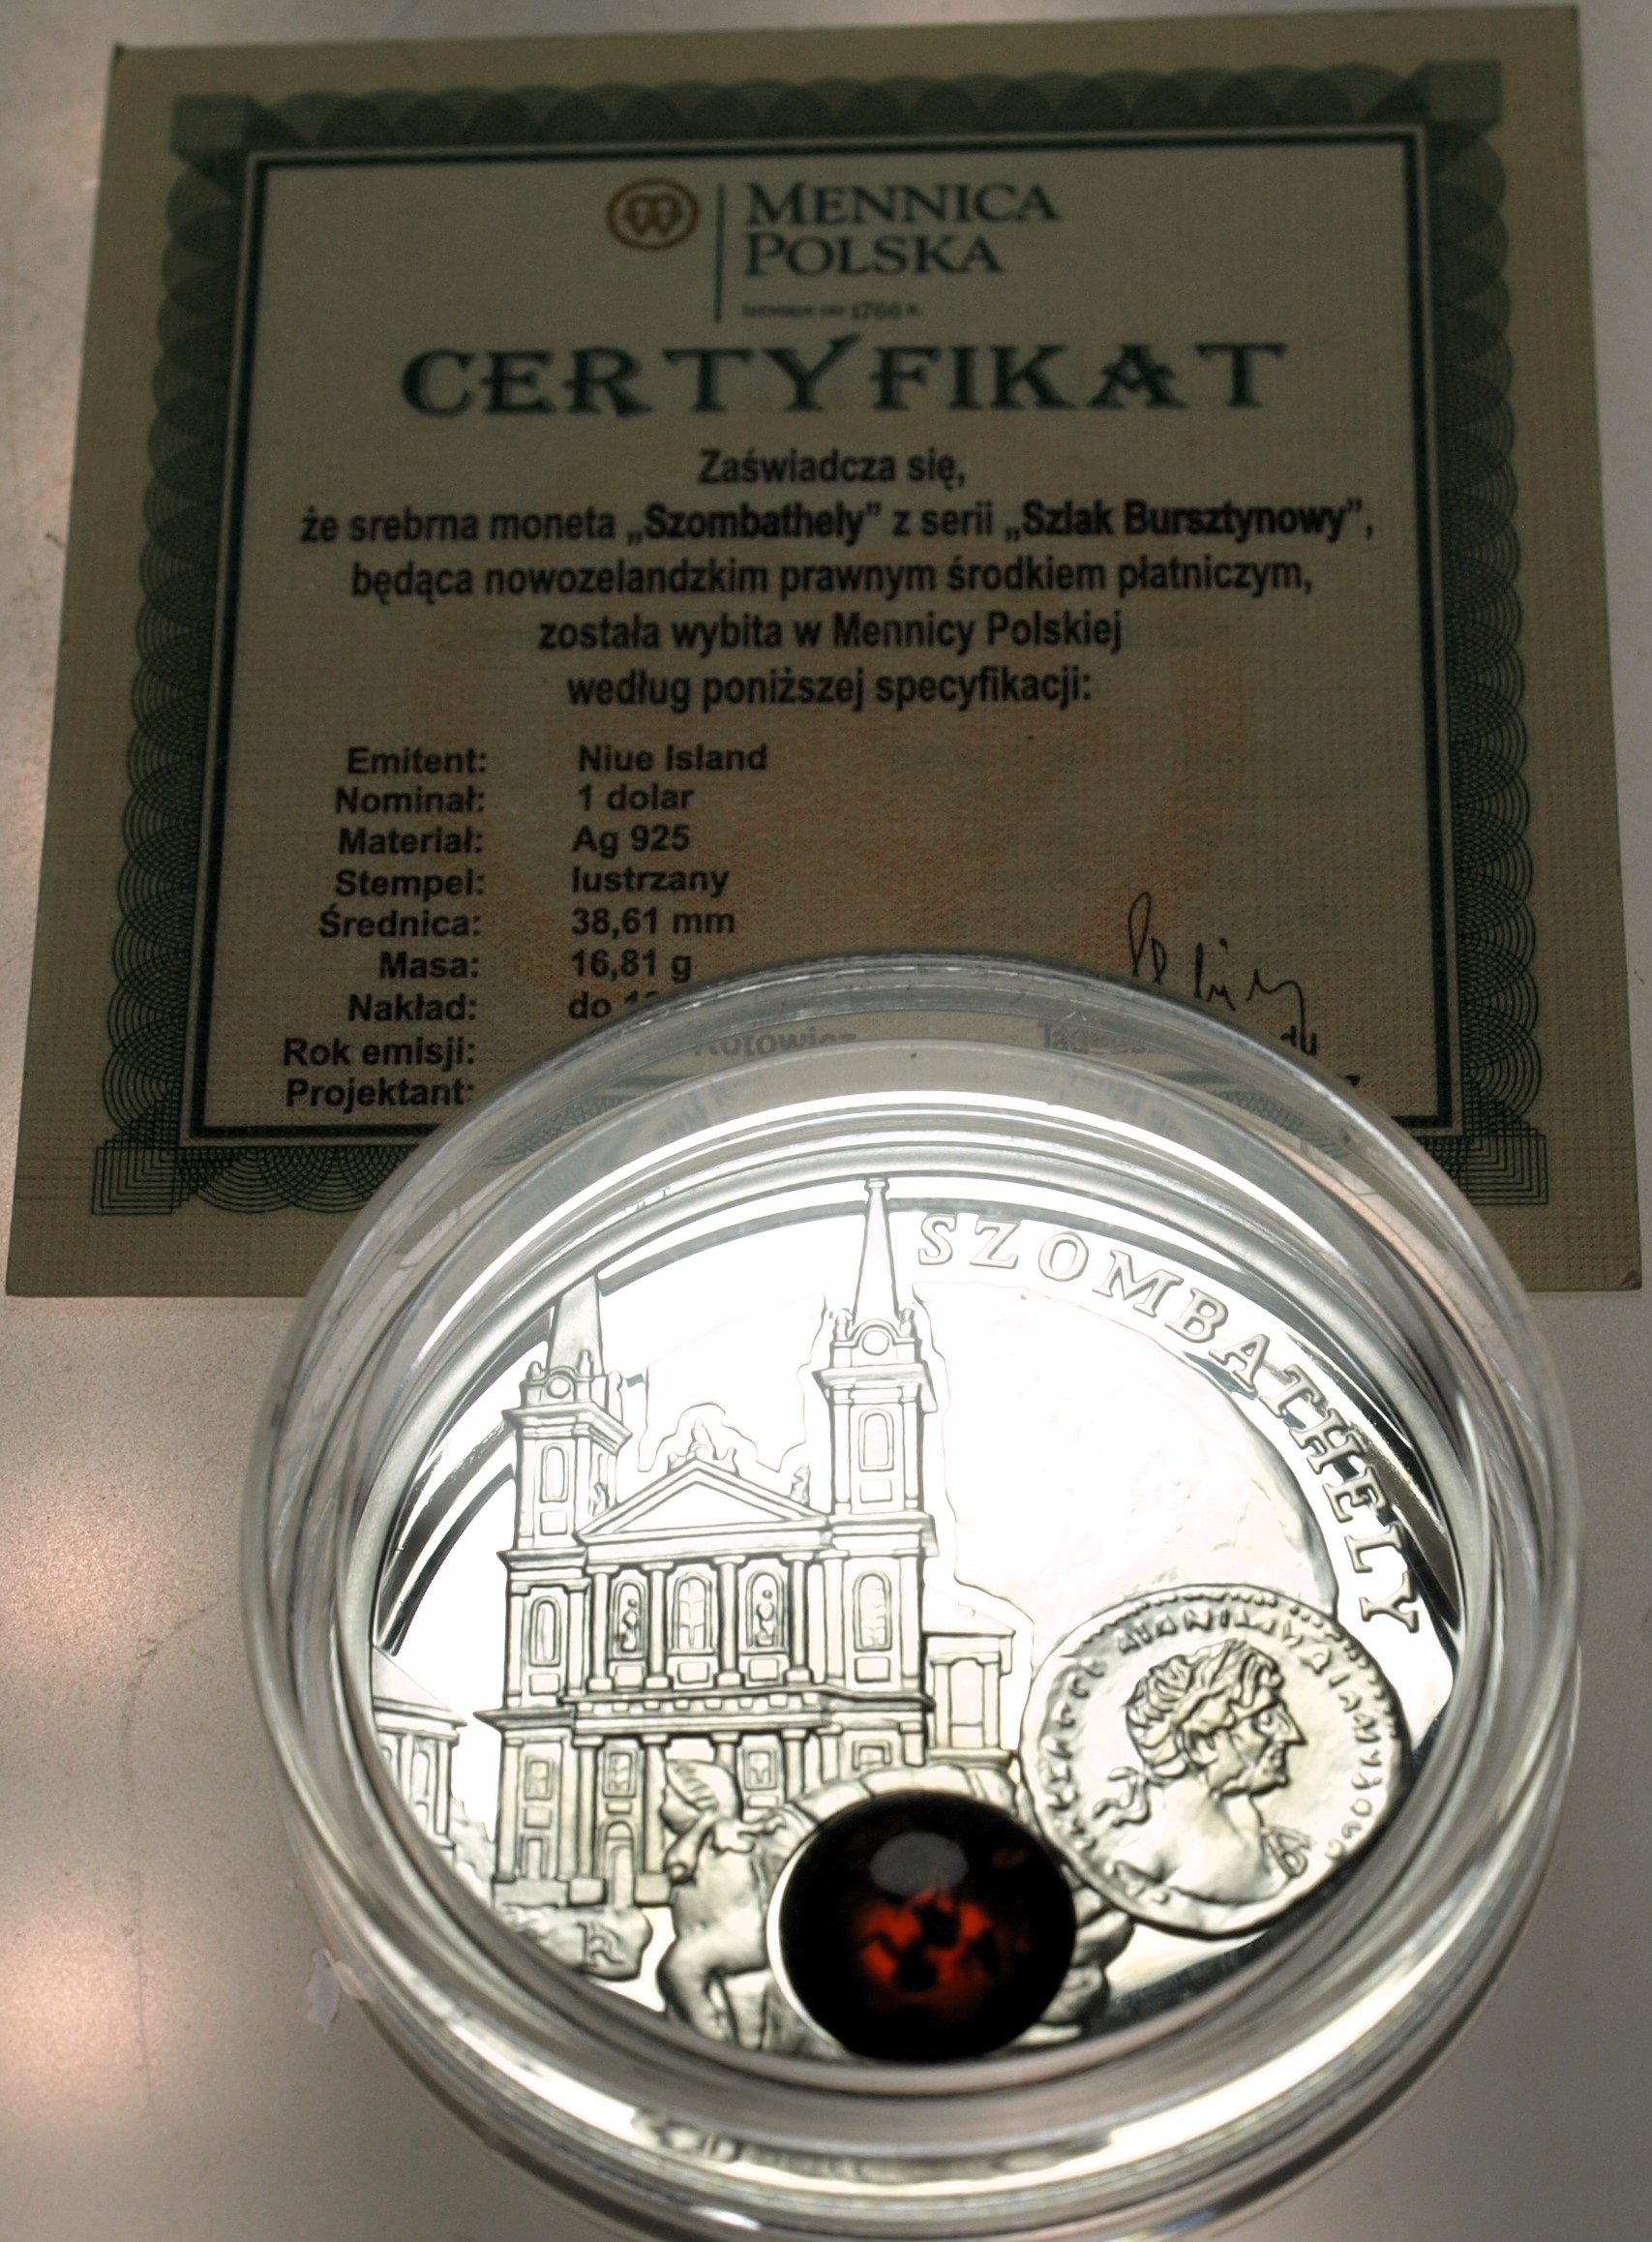 MENNICA
POLSKA
1766 R.
CERTYFIKAT
Zaświadcza się,
że srebrna moneta „Szombathely” z serii „Szlak Bursztynowy”,
będąca nowozelandzkim prawnym środkiem płatniczym,
została wybita w Mennicy Polskiej
według poniższej specyfikacji:
Emitent: Niue Island
Nominał: 1 dolar
Materiał: Ag 925
Stempel: lustrzany
Średnica: 38,61 mm
Masa: 16,81 g
Nakład: do
Rok emisji:
Projektant:
SZOMBATHELY